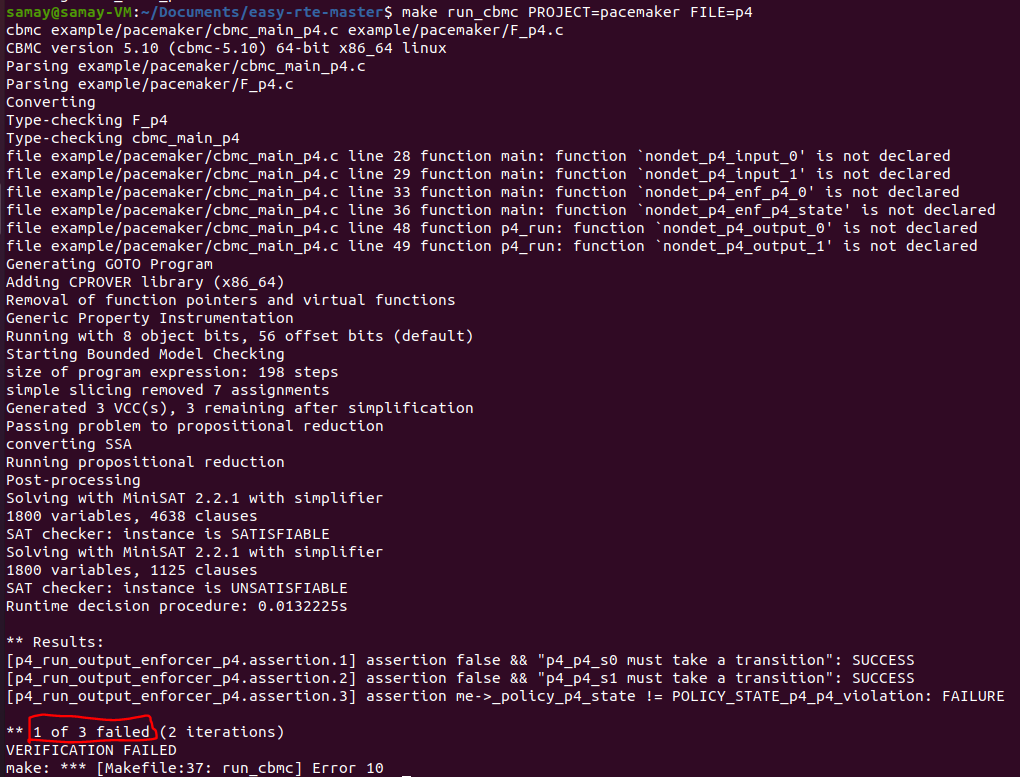 samay@samay-VM:~/Documents/easy-rte-master$ make run_cbmc PROJECT=pacemaker FILE=p4
cbmc example/pacemaker/cbmc_main_p4.c example/pacemaker/F_p4.c
CBMC version 5.10 (cbmc-5.10) 64-bit x86_64 linux
Parsing example/pacemaker/cbmc_main_p4.c
Parsing example/pacemaker/F_p4.c
Converting
Type-checking F_p4
Type-checking cbmc_main_p4
file example/pacemaker/cbmc_main_p4.c line 28 function main: function `nondet_p4_input_0' is not declared
file example/pacemaker/cbmc_main_p4.c line 29 function main: function `nondet_p4_input_1' is not declared
file example/pacemaker/cbmc_main_p4.c line 33 function main: function `nondet_p4_enf_p4_0' is not declared
file example/pacemaker/cbmc_main_p4.c line 36 function main: function `nondet_p4_enf_p4_state' is not declared
file example/pacemaker/cbmc_main_p4.c line 48 function p4_run: function `nondet_p4_output_0' is not declared
file example/pacemaker/cbmc_main_p4.c line 49 function p4_run: function `nondet_p4_output_1' is not declared
Generating GOTO Program
Adding CPROVER library (x86_64)
Removal of function pointers and virtual functions
Generic Property Instrumentation
Running with 8 object bits, 56 offset bits (default)
Starting Bounded Model Checking
size of program expression: 198 steps
simple slicing removed 7 assignments
Generated 3 VCC(s), 3 remaining after simplification
Passing problem to propositional reduction
converting SSA
Running propositional reduction
Post-processing
Solving with MiniSAT 2.2.1 with simplifier
1800 variables, 4638 clauses
SAT checker: instance is SATISFIABLE
Solving with MiniSAT 2.2.1 with simplifier
1800 variables, 1125 clauses
SAT checker: instance is UNSATISFIABLE
Runtime decision procedure: 0.0132225s

** Results:
[p4_run_output_enforcer_p4.assertion.1] assertion false && "p4_p4_s0 must take a transition": SUCCESS
[p4_run_output_enforcer_p4.assertion.2] assertion false && "p4_p4_s1 must take a transition": SUCCESS
[p4_run_output_enforcer_p4.assertion.3] assertion me->_policy_p4_state != POLICY_STATE_p4_p4_violation: FAILURE

** 1 of 3 failed (2 iterations)
VERIFICATION FAILED
make: *** [Makefile:37: run_cbmc] Error 10